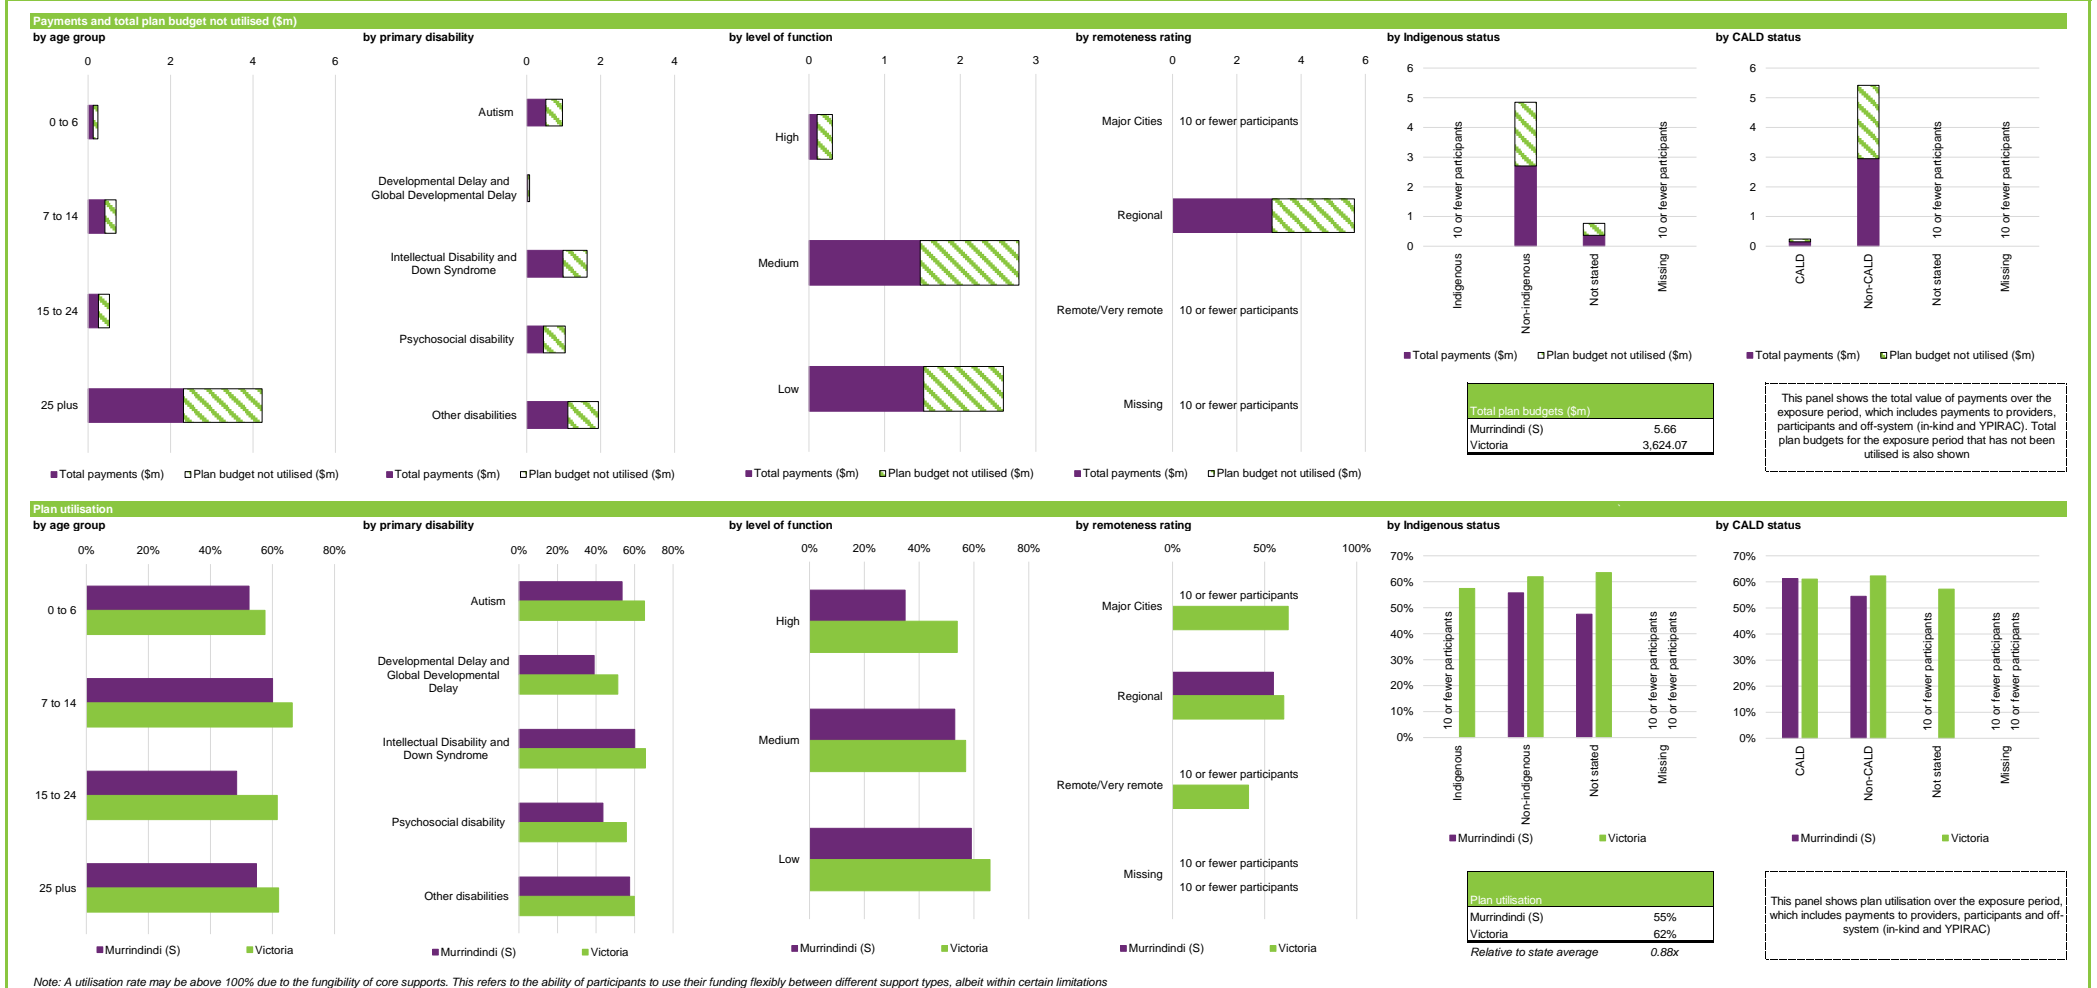 Payments and total plan budget not utilised ($m)
by age group
0 2 4 6
0 to 6
7 to 14
15 to 24
25 plus
Total payments ($m) Plan budget not utilised ($m)
by primary disability
0 2 4
Autism
Developmental Delay and
Global Developmental Delay
Intellectual Disability and
Down Syndrome
Psychosocial disability
Other disabilities
Total payments ($m) Plan budget not utilised ($m)
by level of function
0 1 2 3
High
Medium
Low
Total payments ($m) Plan budget not utilised ($m)
by remoteness rating
0 2 4 6
Major Cities 10 or fewer participants
Regional
Remote/Very remote 10 or fewer participants
Missing 10 or fewer participants
Total payments ($m) Plan budget not utilised ($m)
by Indigenous status
6
5
4
3
2
1
0
10 or fewer participants
10 or fewer participants
Indigenous
Non-indigenous
Not stated
Missing
Total payments ($m) Plan budget not utilised ($m)
by CALD status
6
5
4
3
2
1
0
10 or fewer participants
10 or fewer participants
CALD
Non-CALD
Not stated
Missing
Total payments ($m) Plan budget not utilised ($m)
Total plan budgets ($m)
Murrindindi (S) 5.66
Victoria 3,624.07
This panel shows the total value of payments over the
exposure period, which includes payments to providers,
participants and off-system (in-kind and YPIRAC). Total
plan budgets for the exposure period that has not been
utilised is also shown
Plan utilisation
by age group
0% 20% 40% 60% 80%
0 to 6
7 to 14
15 to 24
25 plus
Murrindindi (S) Victoria
by primary disability
0% 20% 40% 60% 80%
Autism
Developmental Delay and
Global Developmental
Delay
Intellectual Disability and
Down Syndrome
Psychosocial disability
Other disabilities
Murrindindi (S) Victoria
by level of function
0% 20% 40% 60% 80%
High
Medium
Low
Murrindindi (S) Victoria
by remoteness rating
0% 50% 100%
10 or fewer participants
Major Cities
Regional
10 or fewer participants
Remote/Very remote
10 or fewer participants
Missing
10 or fewer participants
Murrindindi (S) Victoria
by Indigenous status
70%
60%
50%
40%
30%
20%
10%
0%
10 or fewer participants
10 or fewer participants
10 or fewer participants
Indigenous
Non-indigenous
Not stated
Missing
Murrindindi (S) Victoria
by CALD status
70%
60%
50%
40%
30%
20%
10%
0%
10 or fewer participants
10 or fewer participants
10 or fewer participants
CALD
Non-CALD
Not stated
Missing
Murrindindi (S) Victoria
Plan utilisation
Murrindindi (S) 55%
Victoria 62%
Relative to state average 0.88x
This panel shows plan utilisation over the exposure period,
which includes payments to providers, participants and off-
system (in-kind and YPIRAC)
Note: A utilisation rate may be above 100% due to the fungibility of core supports. This refers to the ability of participants to use their funding flexibly between different support types, albeit within certain limitations